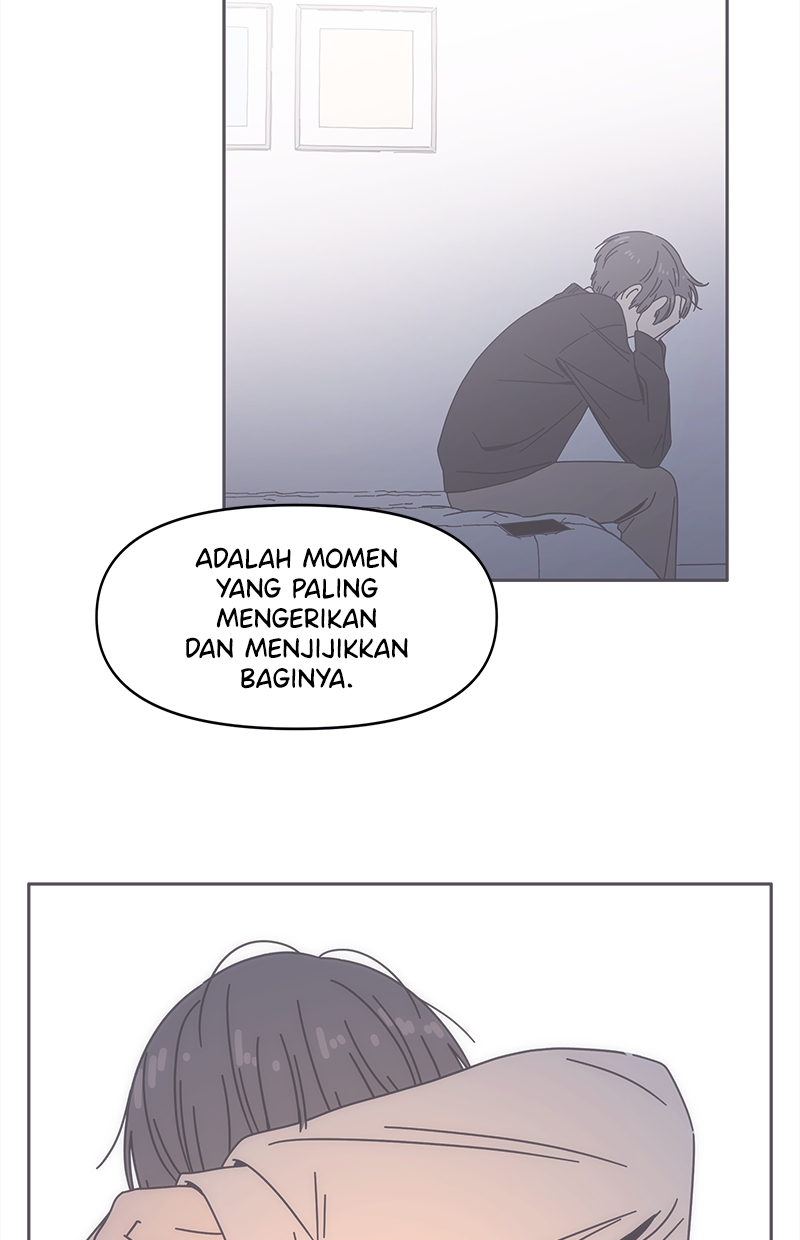 ADALAH MOMEN
YANG PALING
MENGERIKAN
DAN MENJIJIKKAN
BAGINYA.